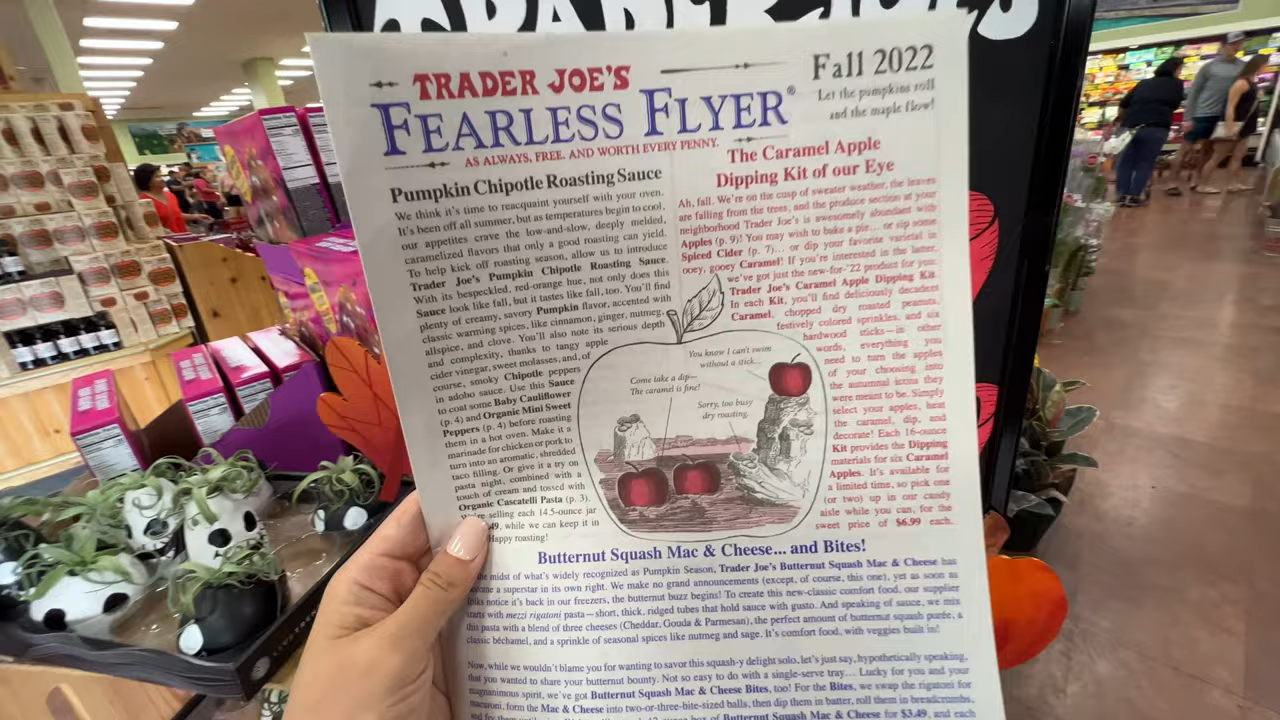 TRADER JOE'S
TRADER JOE'S
FEARLESS FLYER®
AS ALWAYS, FREE. AND WORTH EVERY PENNY.
Fall 2022
Let the pumpkins roll
and the maple flow!
Pumpkin Chipotle Roasting Sauce
We think it's time to reacquaint yourself with your oven.
It's been off all summer, but as temperatures begin to cool,
our appetites crave the low-and-slow, deeply melded,
caramelized flavors that only a good roasting can yield.
To help kick off roasting season, allow us to introduce
Trader Joe's Pumpkin Chipotle Roasting Sauce.
With its bespeckled, red-orange hue, not only does this
Sauce look like fall, but it tastes like fall, too. You'll find
plenty of creamy, savory Pumpkin flavor, accented with
classic warming spices, like cinnamon, ginger, nutmeg,
allspice, and clove. You'll also note its serious depth
and complexity, thanks to tangy apple
cider vinegar, sweet molasses, and, of
course, smoky Chipotle peppers
in adobo sauce. Use this Sauce
to coat some Baby Cauliflower
(p. 4) and Organic Mini Sweet
Peppers (p. 4) before roasting
them in a hot oven. Make it a
marinade for chicken or pork to
turn into an aromatic, shredded
taco filling. Or give it a try on
pasta night, combined with a
touch of cream and tossed with
Organic Cascatelli Pasta (p. 3).
We're selling each 14.5-ounce jar
49, while we can keep it in
Happy roasting!
The Caramel Apple
Dipping Kit of our Eye
Ah, fall. We're on the cusp of sweater weather, the leaves
are falling from the trees, and the produce section at your
neighborhood Trader Joe's is awesomely abundant with
Apples (p. 9)! You may wish to bake a pie... or sip some
Spiced Cider (p. 7)... or dip your favorite varietal in
ooey, gooey Caramel! If you're interested in the latter,
we've got just the new-for-'22 product for you:
Trader Joe's Caramel Apple Dipping Kit.
In each Kit, you'll find deliciously decadent
Caramel, chopped dry roasted peanuts,
festively colored sprinkles, and six
hardwood sticks—in other
words, everything you
need to turn the apples
of your choosing into
the autumnal icons they
were meant to be. Simply
select your apples, heat
the caramel, dip, and
decorate! Each 16-ounce
Kit provides the Dipping
materials for six Caramel
Apples. It's available for
a limited time, so pick one
(or two) up in our candy
aisle while you can, for the
sweet price of $6.99 each.
You know I can't swim
without a stick...
Come take a dip—
The caramel is fine!
Sorry, too busy
dry roasting.
Butternut Squash Mac & Cheese... and Bites!
the midst of what's widely recognized as Pumpkin Season, Trader Joe's Butternut Squash Mac & Cheese has
a superstar in its own right. We make no grand announcements (except, of course, this one), yet as soon as
folks notice it's back in our freezers, the butternut buzz begins! To create this new-classic comfort food, our supplier
starts with mezzi rigatoni pasta—short, thick, ridged tubes that hold sauce with gusto. And speaking of sauce, we mix
this pasta with a blend of three cheeses (Cheddar, Gouda & Parmesan), the perfect amount of butternut squash purée, a
classic béchamel, and a sprinkle of seasonal spices like nutmeg and sage. It's comfort food, with veggies built in!
Now, while we wouldn't blame you for wanting to savor this squash-y delight solo, let's just say, hypothetically speaking,
that you wanted to share your butternut bounty. Not so easy to do with a single-serve tray... Lucky for you and your
magnanimous spirit, we've got Butternut Squash Mac & Cheese Bites, too! For the Bites, we swap the rigatoni for
macaroni, form the Mac & Cheese into two-or-three-bite-sized balls, then dip them in batter, roll them in breadcrumbs,
box of Butternut Squash Mac & Cheese for $3.49, and each